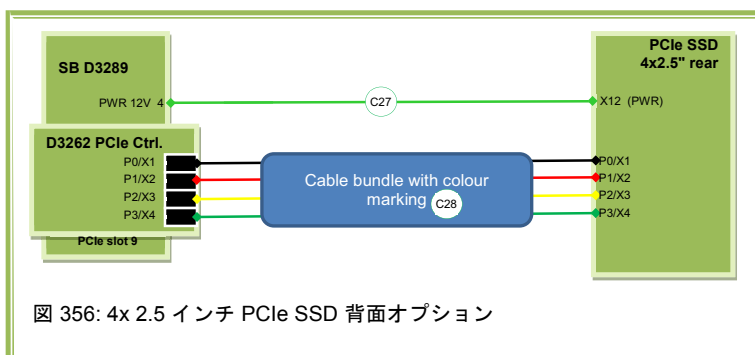 SB D3289
PWR 12V 4
C27
PCIe SSD
4x2.5" rear
X12 (PWR)
D3262 PCIe Ctrl.
P0/X1
P1/X2
P2/X3
P3/X4
PCIe slot 9
Cable bundle with colour
marking
C28
P0/X1
P1/X2
P2/X3
P3/X4
図 356: 4x 2.5 インチ PCIe SSD 背面オプション